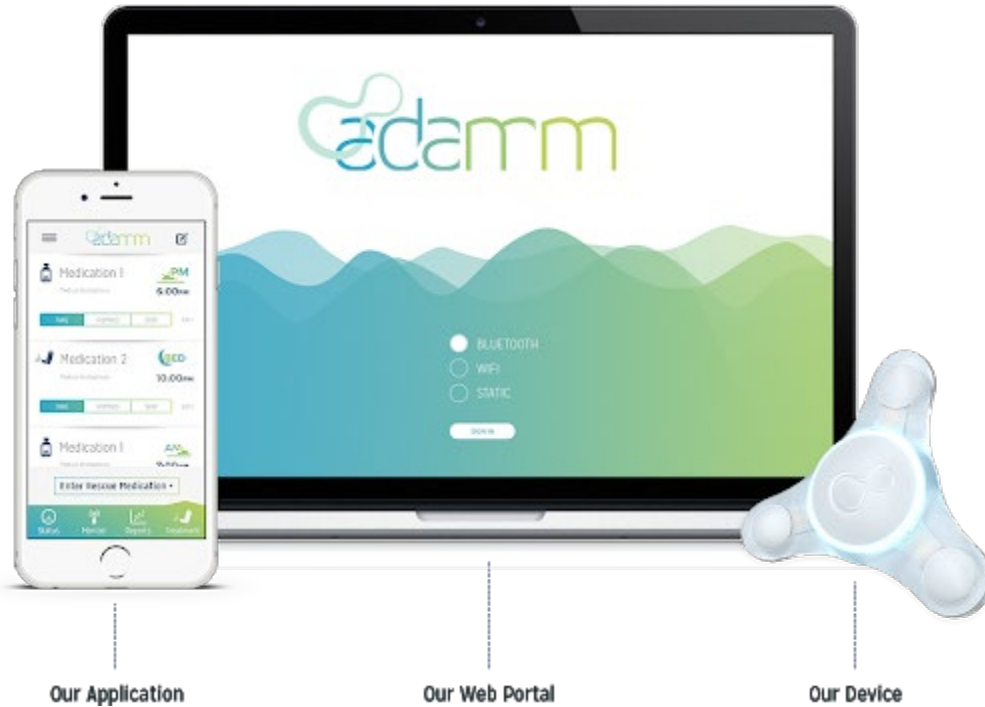 adamm
BLUETOOTH
WIFI
STATIC
SIGN IN
adamm
Medication 1
PM
6:00PM
Medication 2
BED
10:00PM
Medication 1
AM
Enter Rescue Medication
Status
Monitor
Reports
Treatment
Our Application
Our Web Portal
Our Device